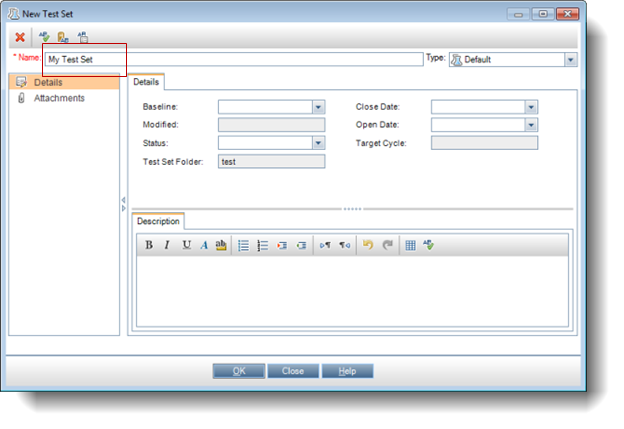 New Test Set
* Name: My Test Set Type: Default
Details
Attachments
Details
Baseline: Close Date:
Modified: Open Date:
Status: Target Cycle:
Test Set Folder: test
Description
B I U A ab
OK Close Help